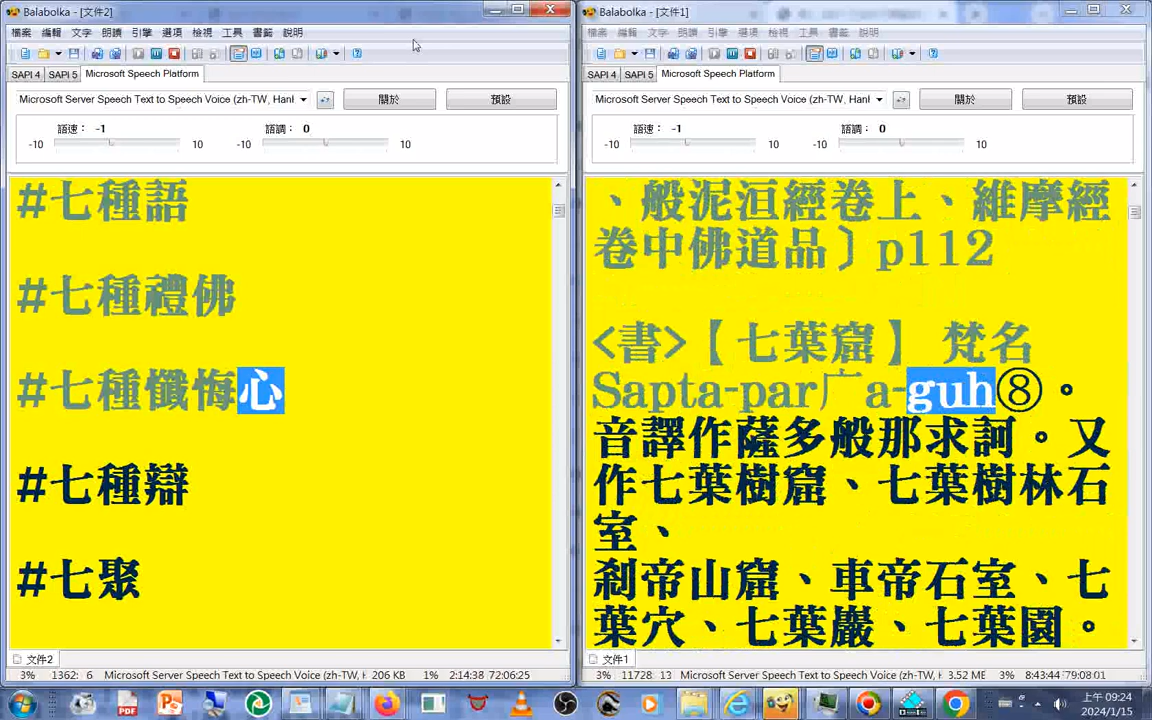 Balabolka - [文件2]
檔案 編輯 文字 朗讀 引擎 選項 檢視 工具 書籤 說明
SAPI 4 SAPI 5 Microsoft Speech Platform
Microsoft Server Speech Text to Speech Voice (zh-TW, Hanl
關於 預設
語速: -1 語調: 0
-10 10 -10 10
#七種語
#七種禮佛
#七種懺悔心
#七種辯
#七聚
文件2
3% 1362: 6 Microsoft Server Speech Text to Speech Voice (zh-TW, H 206 KB 1% 2:14:38 72:06:25
Balabolka - [文件1]
檔案 編輯 文字 朗讀 引擎 選項 檢視 工具 書籤 說明
SAPI 4 SAPI 5 Microsoft Speech Platform
Microsoft Server Speech Text to Speech Voice (zh-TW, Hanl
關於 預設
語速: -1 語調: 0
-10 10 -10 10
、般泥洹經卷上、維摩經
卷中佛道品〕p112
<書>【七葉窟】 梵名
Sapta-par广a-guh⑧。
音譯作薩多般那求訶。又
作七葉樹窟、七葉樹林石
室、
剎帝山窟、車帝石室、七
葉穴、七葉巖、七葉園。
文件1
3% 11728: 13 Microsoft Server Speech Text to Speech Voice (zh-TW, H 3.52 ME 3% 8:43:44 79:08:01
上午 09:24
2024/1/15